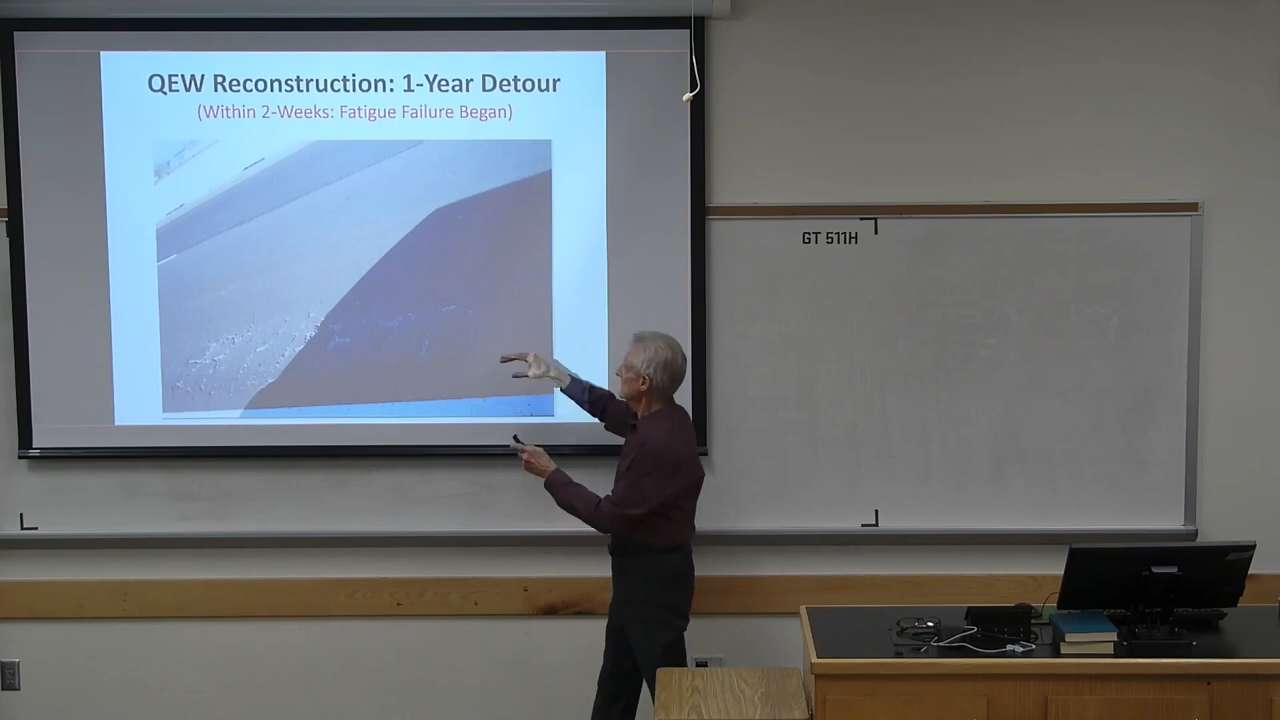 QEW Reconstruction: 1-Year Detour
(Within 2-Weeks: Fatigue Failure Began)
GT 511H